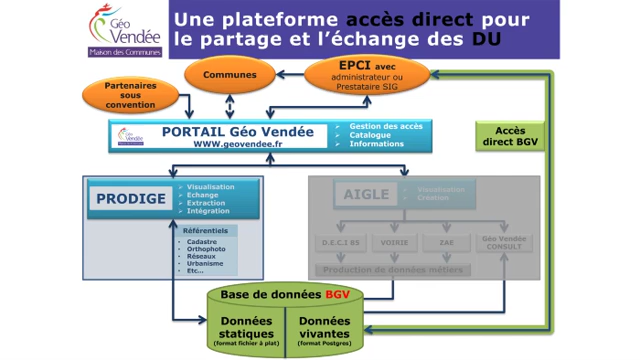 Géo
Vendée
Maison des Communes
Une plateforme accès direct pour
le partage et l'échange des DU
Partenaires
sous
convention
Communes
EPCI avec
administrateur ou
Prestataire SIG
PORTAIL Géo Vendée
WWW.geovendee.fr
Gestion des accès
Catalogue
Informations
Accès
direct BGV
PRODIGE
Visualisation
Echange
Extraction
Intégration
AIGLE
Visualisation
Création
Référentiels
Cadastre
Orthophoto
Réseaux
Urbanisme
Etc...
D.E.C.I 85
VOIRIE
ZAE
Géo Vendée
CONSULT
Production de données métiers
Base de données BGV
Données
statiques
(format fichier à plat)
Données
vivantes
(format Postgres)